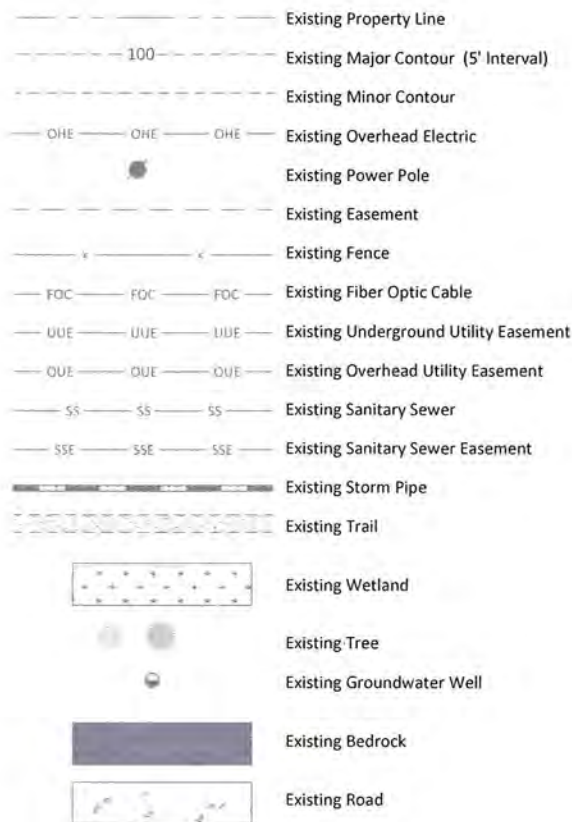 Existing Property Line
100 Existing Major Contour (5' Interval)
Existing Minor Contour
OHE OHE OHE Existing Overhead Electric
Existing Power Pole
Existing Easement
x x Existing Fence
FOC FOC FOC Existing Fiber Optic Cable
UUE UUE UUE Existing Underground Utility Easement
OUE OUE OUE Existing Overhead Utility Easement
SS SS SS Existing Sanitary Sewer
SSE SSE SSE Existing Sanitary Sewer Easement
Existing Storm Pipe
Existing Trail
Existing Wetland
Existing Tree
Existing Groundwater Well
Existing Bedrock
Existing Road